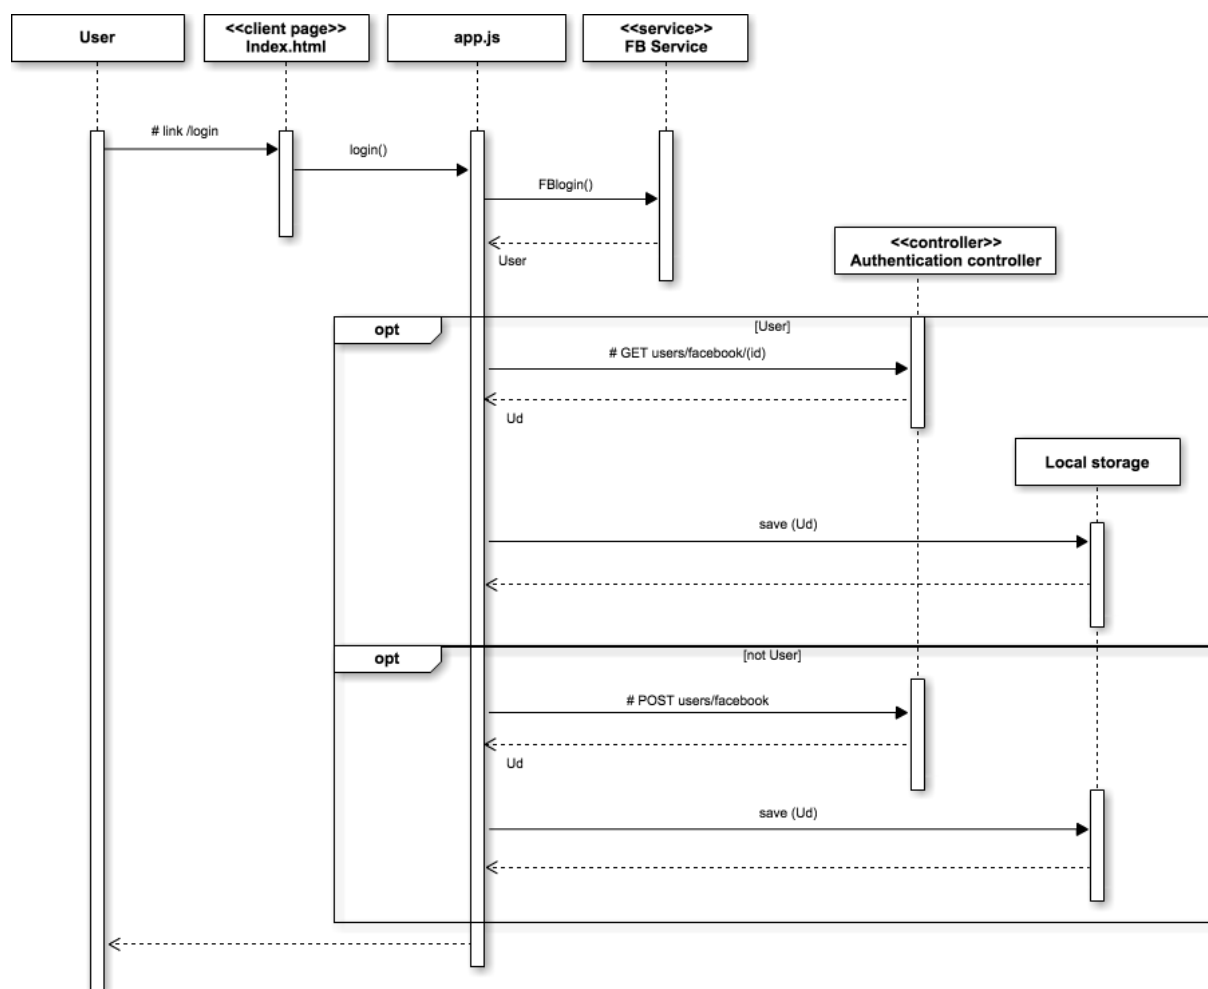 User
<<client page>>
Index.html
app.js
<<service>>
FB Service
# link /login
login()
FBlogin()
User
<<controller>>
Authentication controller
opt
[User]
# GET users/facebook/(id)
Ud
Local storage
save (Ud)
opt
[not User]
# POST users/facebook
Ud
save (Ud)